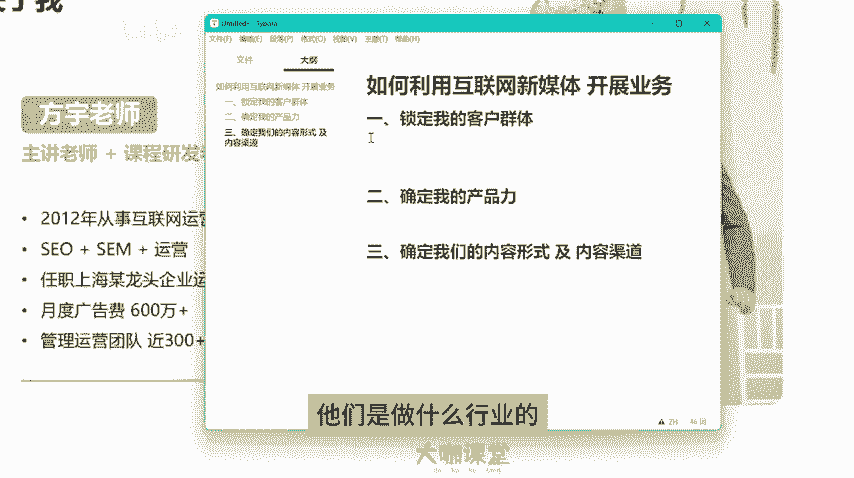 于我
方宇老师
主讲老师 + 课程研发
2012年从事互联网运营
SEO + SEM + 运营
任职上海某龙头企业运
月度广告费 600万+
管理运营团队 近300+
文件(F) 编辑(E) 段落(P) 格式(O) 视图(V) 主题(T) 帮助(H)
文件 大纲
如何利用互联网新媒体 开展业务
一、锁定我的客户群体
二、确定我的产品力
三、确定我们的内容形式 及
内容渠道
如何利用互联网新媒体 开展业务
一、锁定我的客户群体
二、确定我的产品力
三、确定我们的内容形式 及 内容渠道
46 词
他们是做什么行业的
大咖课堂